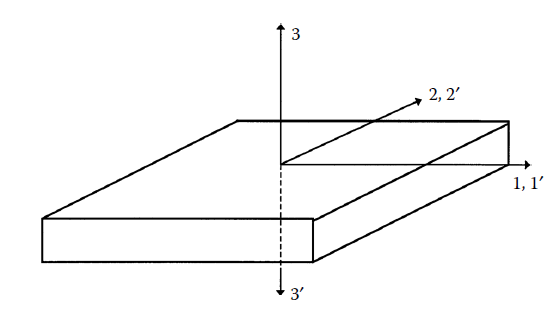 3
2, 2′
1, 1′
3′